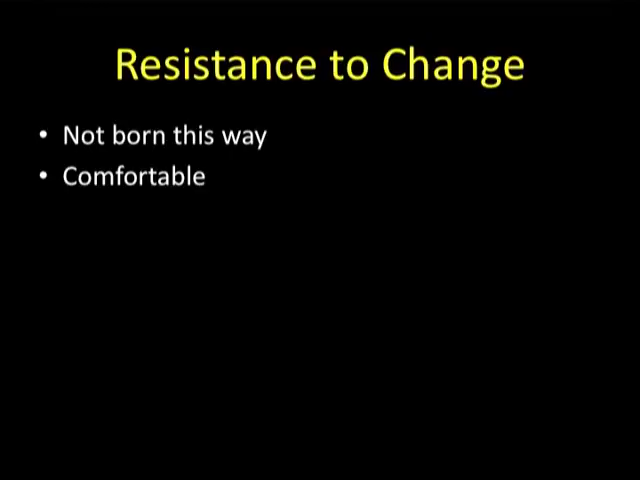 Resistance to Change
• Not born this way
• Comfortable